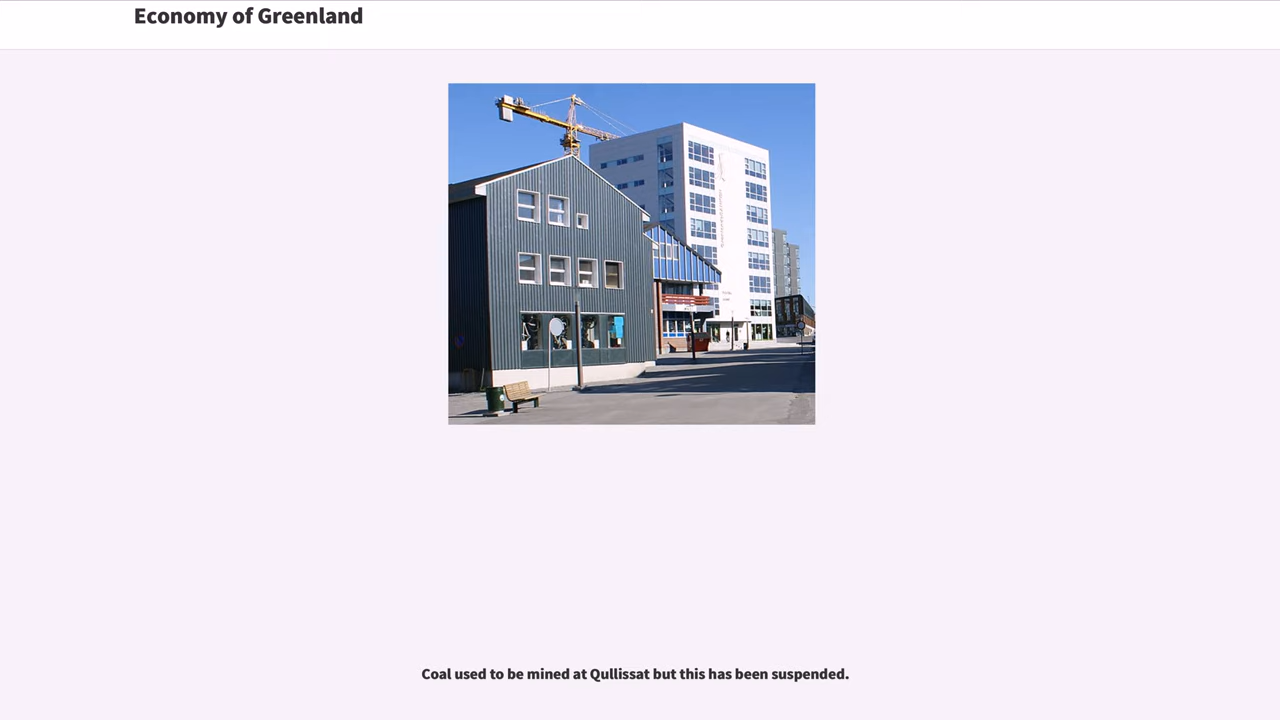 Economy of Greenland
Coal used to be mined at Qullissat but this has been suspended.